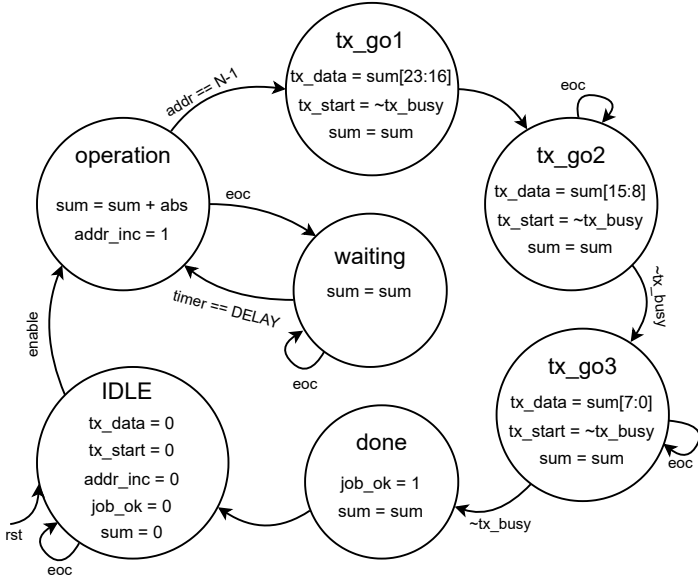 tx_go1
tx_data = sum[23:16]
tx_start = ~tx_busy
sum = sum
addr == N-1
eoc
tx_go2
tx_data = sum[15:8]
tx_start = ~tx_busy
sum = sum
operation
sum = sum + abs
addr_inc = 1
eoc
waiting
sum = sum
timer == DELAY
eoc
~tx_busy
tx_go3
tx_data = sum[7:0]
tx_start = ~tx_busy
sum = sum
eoc
enable
IDLE
tx_data = 0
tx_start = 0
addr_inc = 0
job_ok = 0
sum = 0
rst
eoc
done
job_ok = 1
sum = sum
~tx_busy